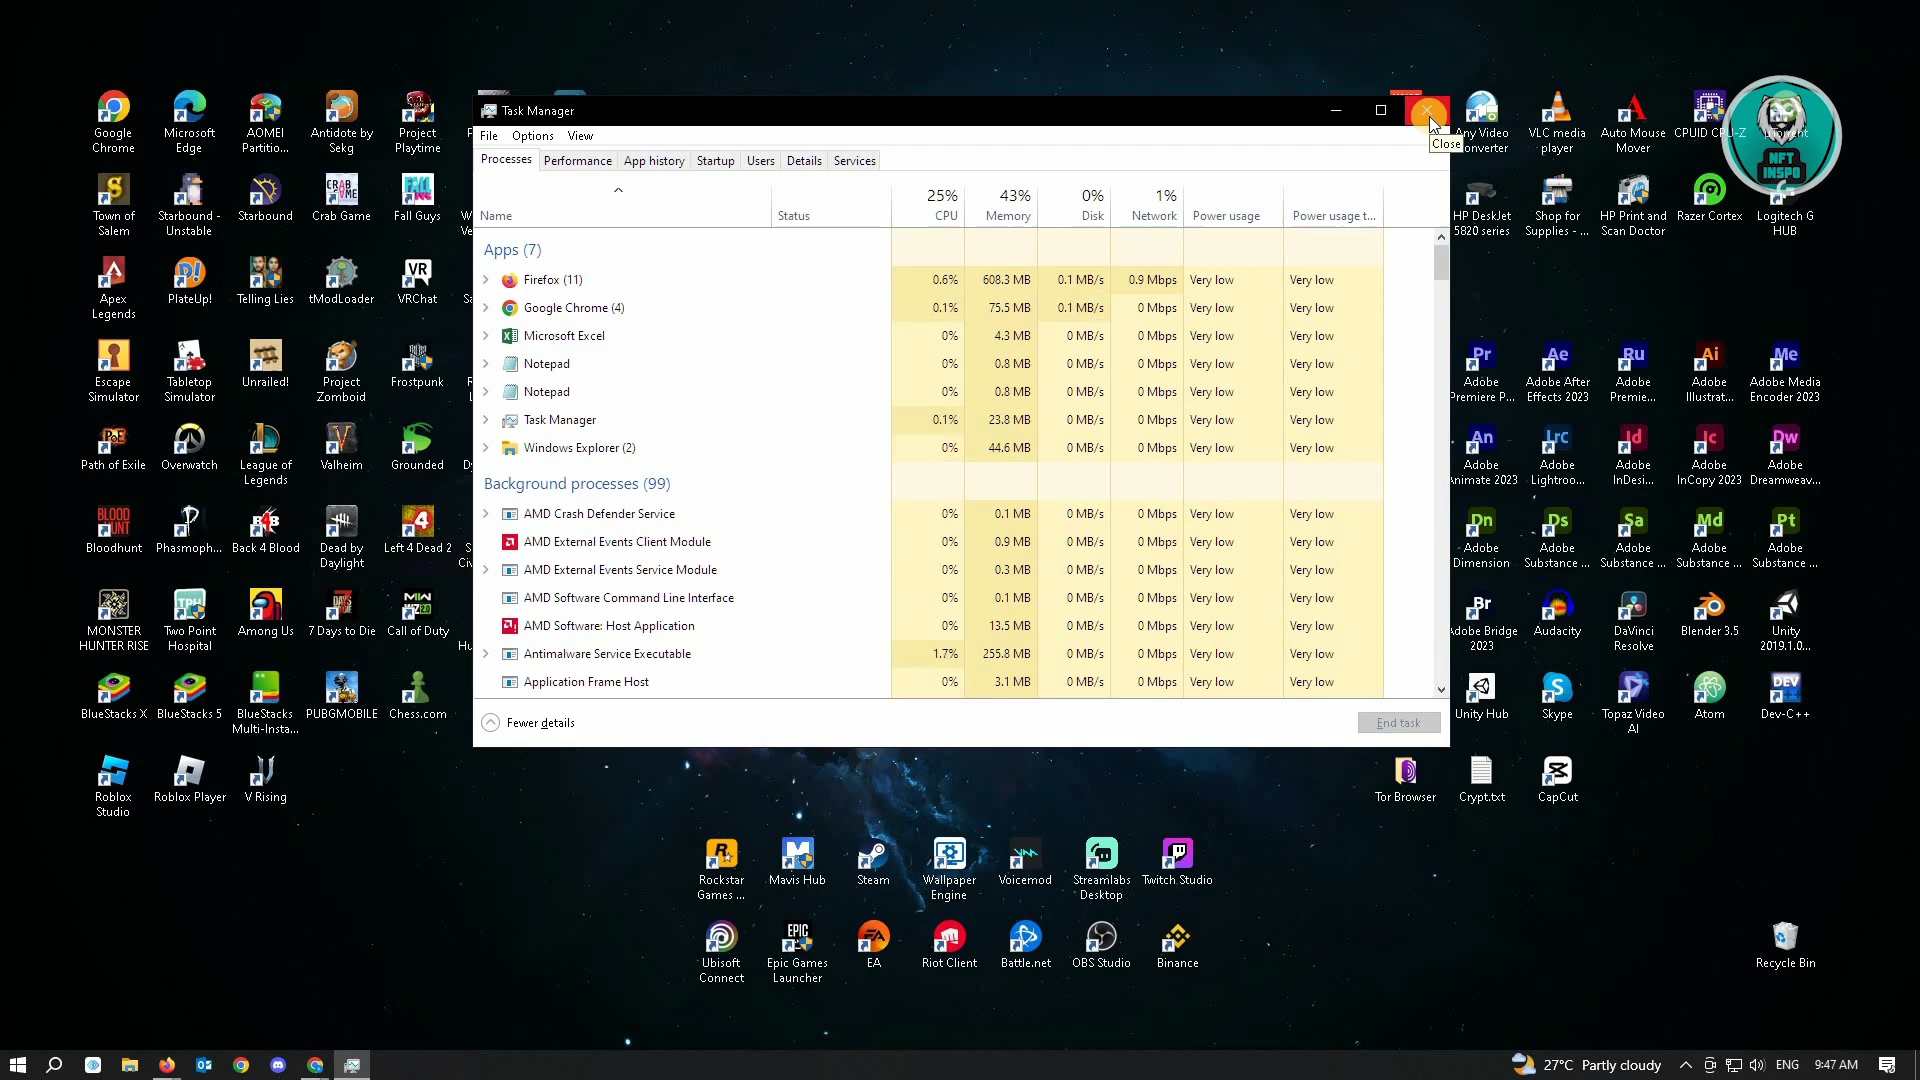 Task Manager
File Options View
Close
Processes Performance App history Startup Users Details Services
25% 43% 0% 1%
Name Status CPU Memory Disk Network Power usage Power usage t...
Apps (7)
Firefox (11) 0.6% 608.3 MB 0.1 MB/s 0.9 Mbps Very low Very low
Google Chrome (4) 0.1% 75.5 MB 0.1 MB/s 0 Mbps Very low Very low
Microsoft Excel 0% 4.3 MB 0 MB/s 0 Mbps Very low Very low
Notepad 0% 0.8 MB 0 MB/s 0 Mbps Very low Very low
Notepad 0% 0.8 MB 0 MB/s 0 Mbps Very low Very low
Task Manager 0.1% 23.8 MB 0 MB/s 0 Mbps Very low Very low
Windows Explorer (2) 0% 44.6 MB 0 MB/s 0 Mbps Very low Very low
Background processes (99)
AMD Crash Defender Service 0% 0.1 MB 0 MB/s 0 Mbps Very low Very low
AMD External Events Client Module 0% 0.9 MB 0 MB/s 0 Mbps Very low Very low
AMD External Events Service Module 0% 0.3 MB 0 MB/s 0 Mbps Very low Very low
AMD Software Command Line Interface 0% 0.1 MB 0 MB/s 0 Mbps Very low Very low
AMD Software: Host Application 0% 13.5 MB 0 MB/s 0 Mbps Very low Very low
Antimalware Service Executable 1.7% 255.8 MB 0 MB/s 0 Mbps Very low Very low
Application Frame Host 0% 3.1 MB 0 MB/s 0 Mbps Very low Very low
Fewer details End task
Google Microsoft AOMEI Antidote by Project
Chrome Edge Partitio... Sekg Playtime
Town of Starbound - Starbound Crab Game Fall Guys
Salem Unstable
Apex PlateUp! Telling Lies tModLoader VRChat
Legends
Escape Tabletop Unrailed! Project Frostpunk
Simulator Simulator Zomboid
Path of Exile Overwatch League of Valheim Grounded
Legends
Bloodhunt Phasmoph... Back 4 Blood Dead by Left 4 Dead 2
Daylight
MONSTER Two Point Among Us 7 Days to Die Call of Duty
HUNTER RISE Hospital
BlueStacks X BlueStacks 5 BlueStacks PUBGMOBILE Chess.com
Multi-Insta...
Roblox Roblox Player V Rising
Studio
Any Video VLC media Auto Mouse CPUID CPU-Z µTorrent
Converter player Mover
NFT
INSPO
HP DeskJet Shop for HP Print and Razer Cortex Logitech G
5820 series Supplies - ... Scan Doctor HUB
Adobe Adobe After Adobe Adobe Adobe Media
Premiere P... Effects 2023 Premie... Illustrat... Encoder 2023
Adobe Adobe Adobe Adobe Adobe
Animate 2023 Lightroo... InDesi... InCopy 2023 Dreamweav...
Adobe Adobe Adobe Adobe Adobe
Dimension Substance ... Substance ... Substance ... Substance ...
Adobe Bridge Audacity DaVinci Blender 3.5 Unity
2023 Resolve 2019.1.0...
Unity Hub Skype Topaz Video Atom Dev-C++
AI
Tor Browser Crypt.txt CapCut
Rockstar Mavis Hub Steam Wallpaper Voicemod Streamlabs Twitch Studio
Games ... Engine Desktop
Ubisoft Epic Games EA Riot Client Battle.net OBS Studio Binance
Connect Launcher
Recycle Bin
27°C Partly cloudy ENG 9:47 AM